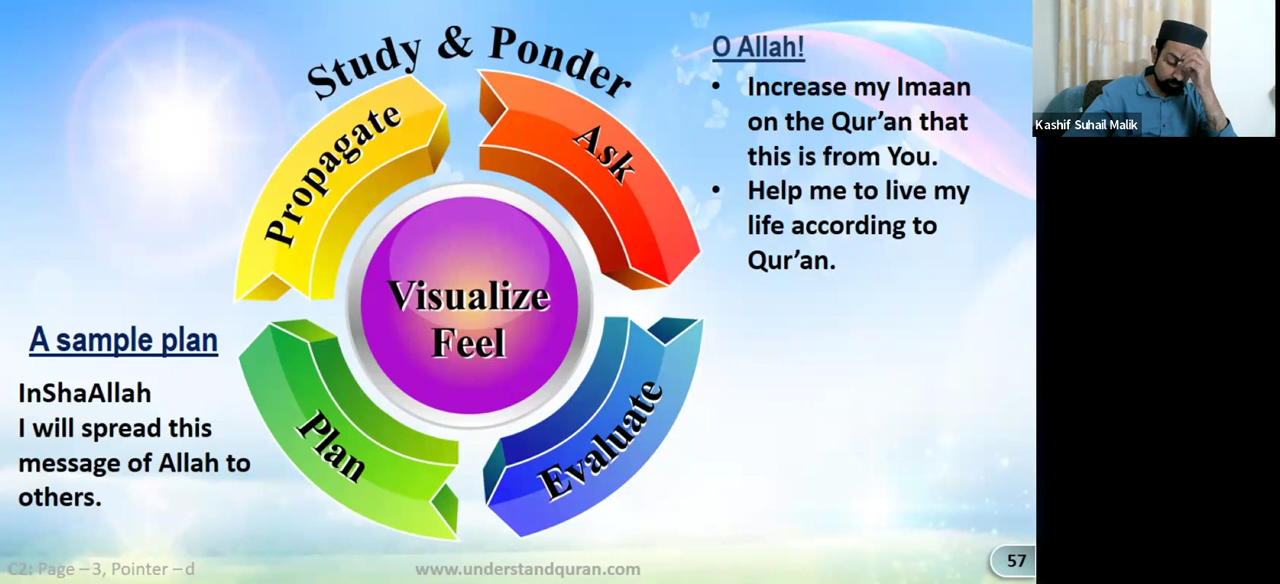 Study & Ponder
Propagate
Ask
Visualize
Feel
Plan
Evaluate
O Allah!
• Increase my Imaan
on the Qur’an that
this is from You.
• Help me to live my
life according to
Qur’an.
A sample plan
InShaAllah
I will spread this
message of Allah to
others.
Kashif Suhail Malik
C2: Page – 3, Pointer – d
www.understandquran.com
57